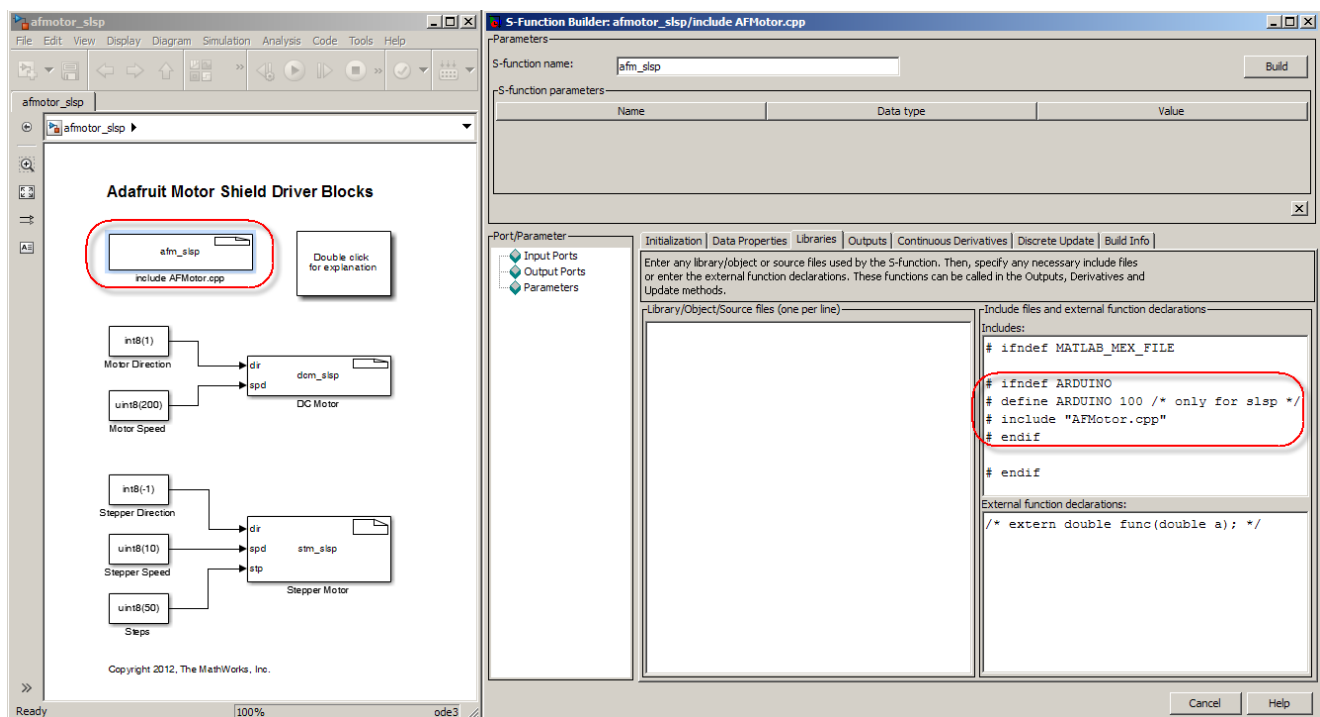 afmotor_slsp
File Edit View Display Diagram Simulation Analysis Code Tools Help
afmotor_slsp
afmotor_slsp
Adafruit Motor Shield Driver Blocks
afm_slsp
include AFMotor.cpp
Double click
for explanation
int8(1)
Motor Direction
uint8(200)
Motor Speed
dir
spd
dcm_slsp
DC Motor
int8(-1)
Stepper Direction
uint8(10)
Stepper Speed
uint8(50)
Steps
dir
spd
stp
stm_slsp
Stepper Motor
Copyright 2012, The MathWorks, Inc.
Ready 100% ode3
S-Function Builder: afmotor_slsp/include AFMotor.cpp
Parameters
S-function name: afm_slsp Build
S-function parameters
Name Data type Value
Port/Parameter
Input Ports
Output Ports
Parameters
Initialization Data Properties Libraries Outputs Continuous Derivatives Discrete Update Build Info
Enter any library/object or source files used by the S-function. Then, specify any necessary include files
or enter the external function declarations. These functions can be called in the Outputs, Derivatives and
Update methods.
Library/Object/Source files (one per line)
Include files and external function declarations
Includes:
# ifndef MATLAB_MEX_FILE
# ifndef ARDUINO
# define ARDUINO 100 /* only for slsp */
# include "AFMotor.cpp"
# endif
# endif
External function declarations:
/* extern double func(double a); */
Cancel Help